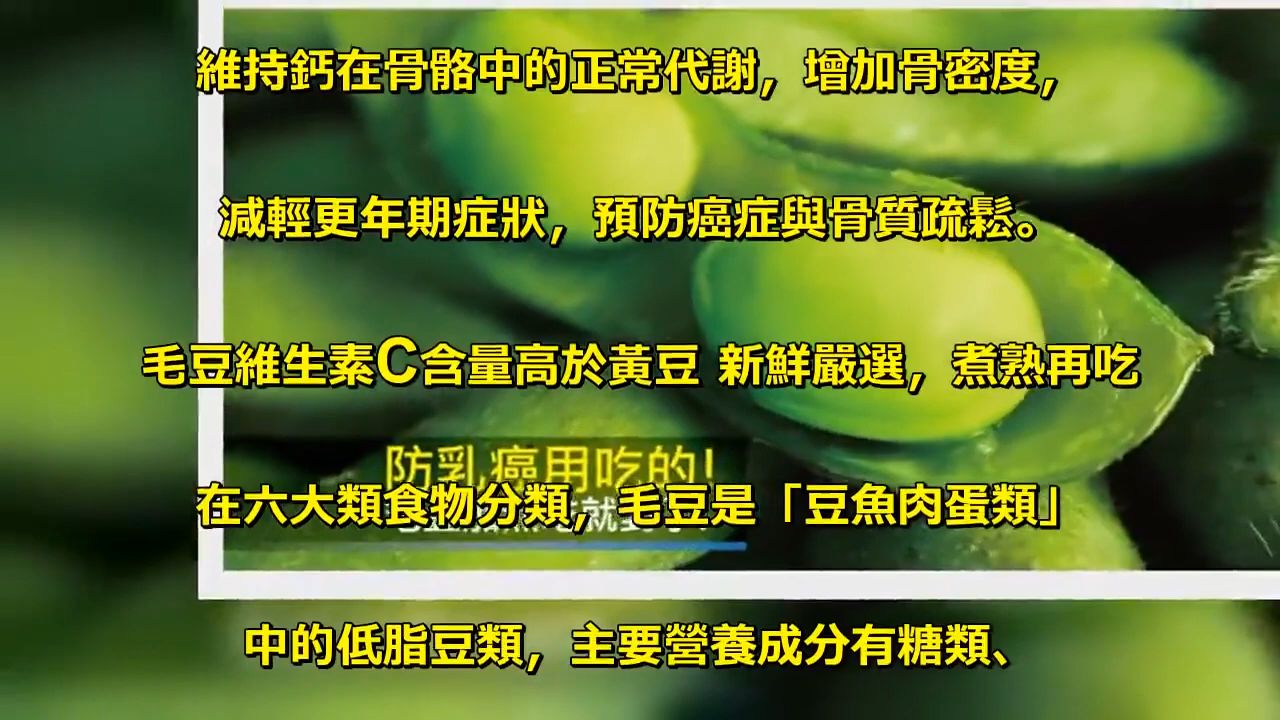 維持鈣在骨骼中的正常代謝，增加骨密度，
減輕更年期症狀，預防癌症與骨質疏鬆。
毛豆維生素C含量高於黃豆 新鮮嚴選，煮熟再吃
防乳癌用吃的!
在六大類食物分類，毛豆是「豆魚肉蛋類」
中的低脂豆類，主要營養成分有糖類、